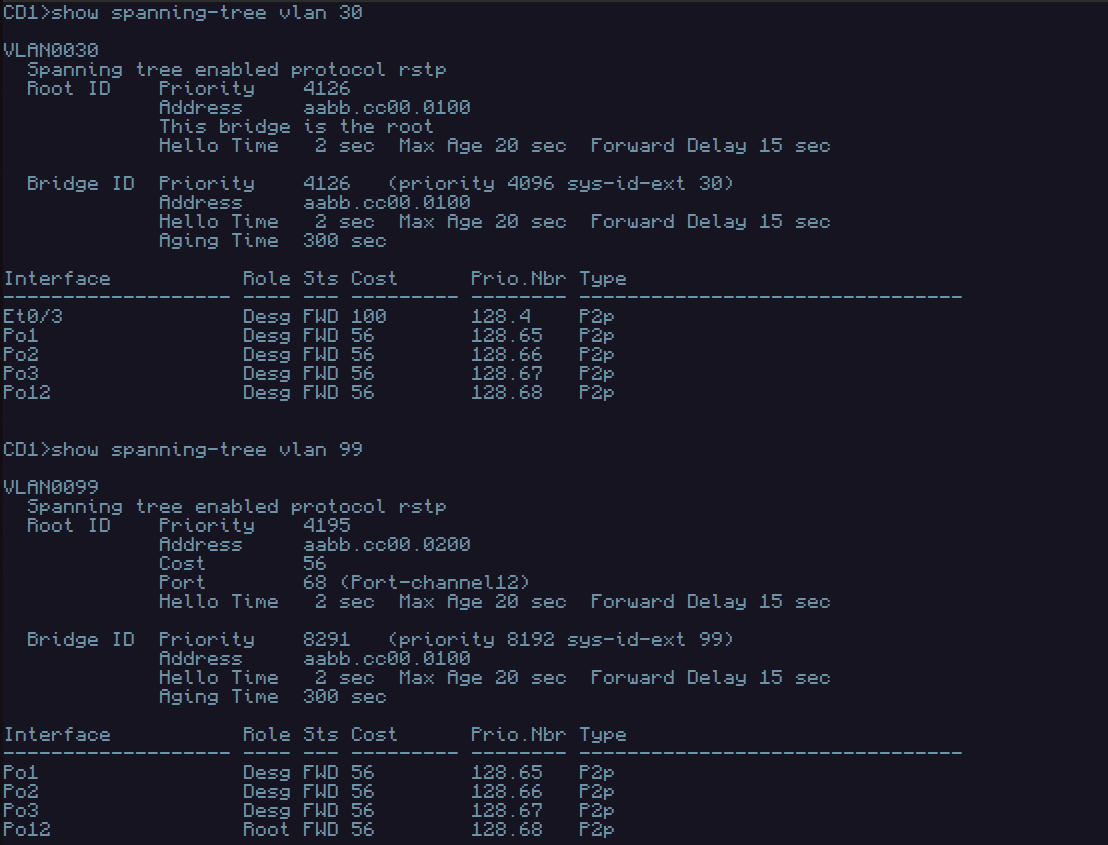 CD1>show spanning-tree vlan 30
VLAN0030
  Spanning tree enabled protocol rstp
  Root ID    Priority    4126
             Address     aabb.cc00.0100
             This bridge is the root
             Hello Time   2 sec  Max Age 20 sec  Forward Delay 15 sec
  Bridge ID  Priority    4126   (priority 4096 sys-id-ext 30)
             Address     aabb.cc00.0100
             Hello Time   2 sec  Max Age 20 sec  Forward Delay 15 sec
             Aging Time  300 sec
Interface           Role Sts Cost      Prio.Nbr Type
------------------- ---- --- --------- -------- --------------------------------
Et0/3               Desg FWD 100       128.4    P2p
Po1                 Desg FWD 56        128.65   P2p
Po2                 Desg FWD 56        128.66   P2p
Po3                 Desg FWD 56        128.67   P2p
Po12                Desg FWD 56        128.68   P2p
CD1>show spanning-tree vlan 99
VLAN0099
  Spanning tree enabled protocol rstp
  Root ID    Priority    4195
             Address     aabb.cc00.0200
             Cost        56
             Port        68 (Port-channel12)
             Hello Time   2 sec  Max Age 20 sec  Forward Delay 15 sec
  Bridge ID  Priority    8291   (priority 8192 sys-id-ext 99)
             Address     aabb.cc00.0100
             Hello Time   2 sec  Max Age 20 sec  Forward Delay 15 sec
             Aging Time  300 sec
Interface           Role Sts Cost      Prio.Nbr Type
------------------- ---- --- --------- -------- --------------------------------
Po1                 Desg FWD 56        128.65   P2p
Po2                 Desg FWD 56        128.66   P2p
Po3                 Desg FWD 56        128.67   P2p
Po12                Root FWD 56        128.68   P2p